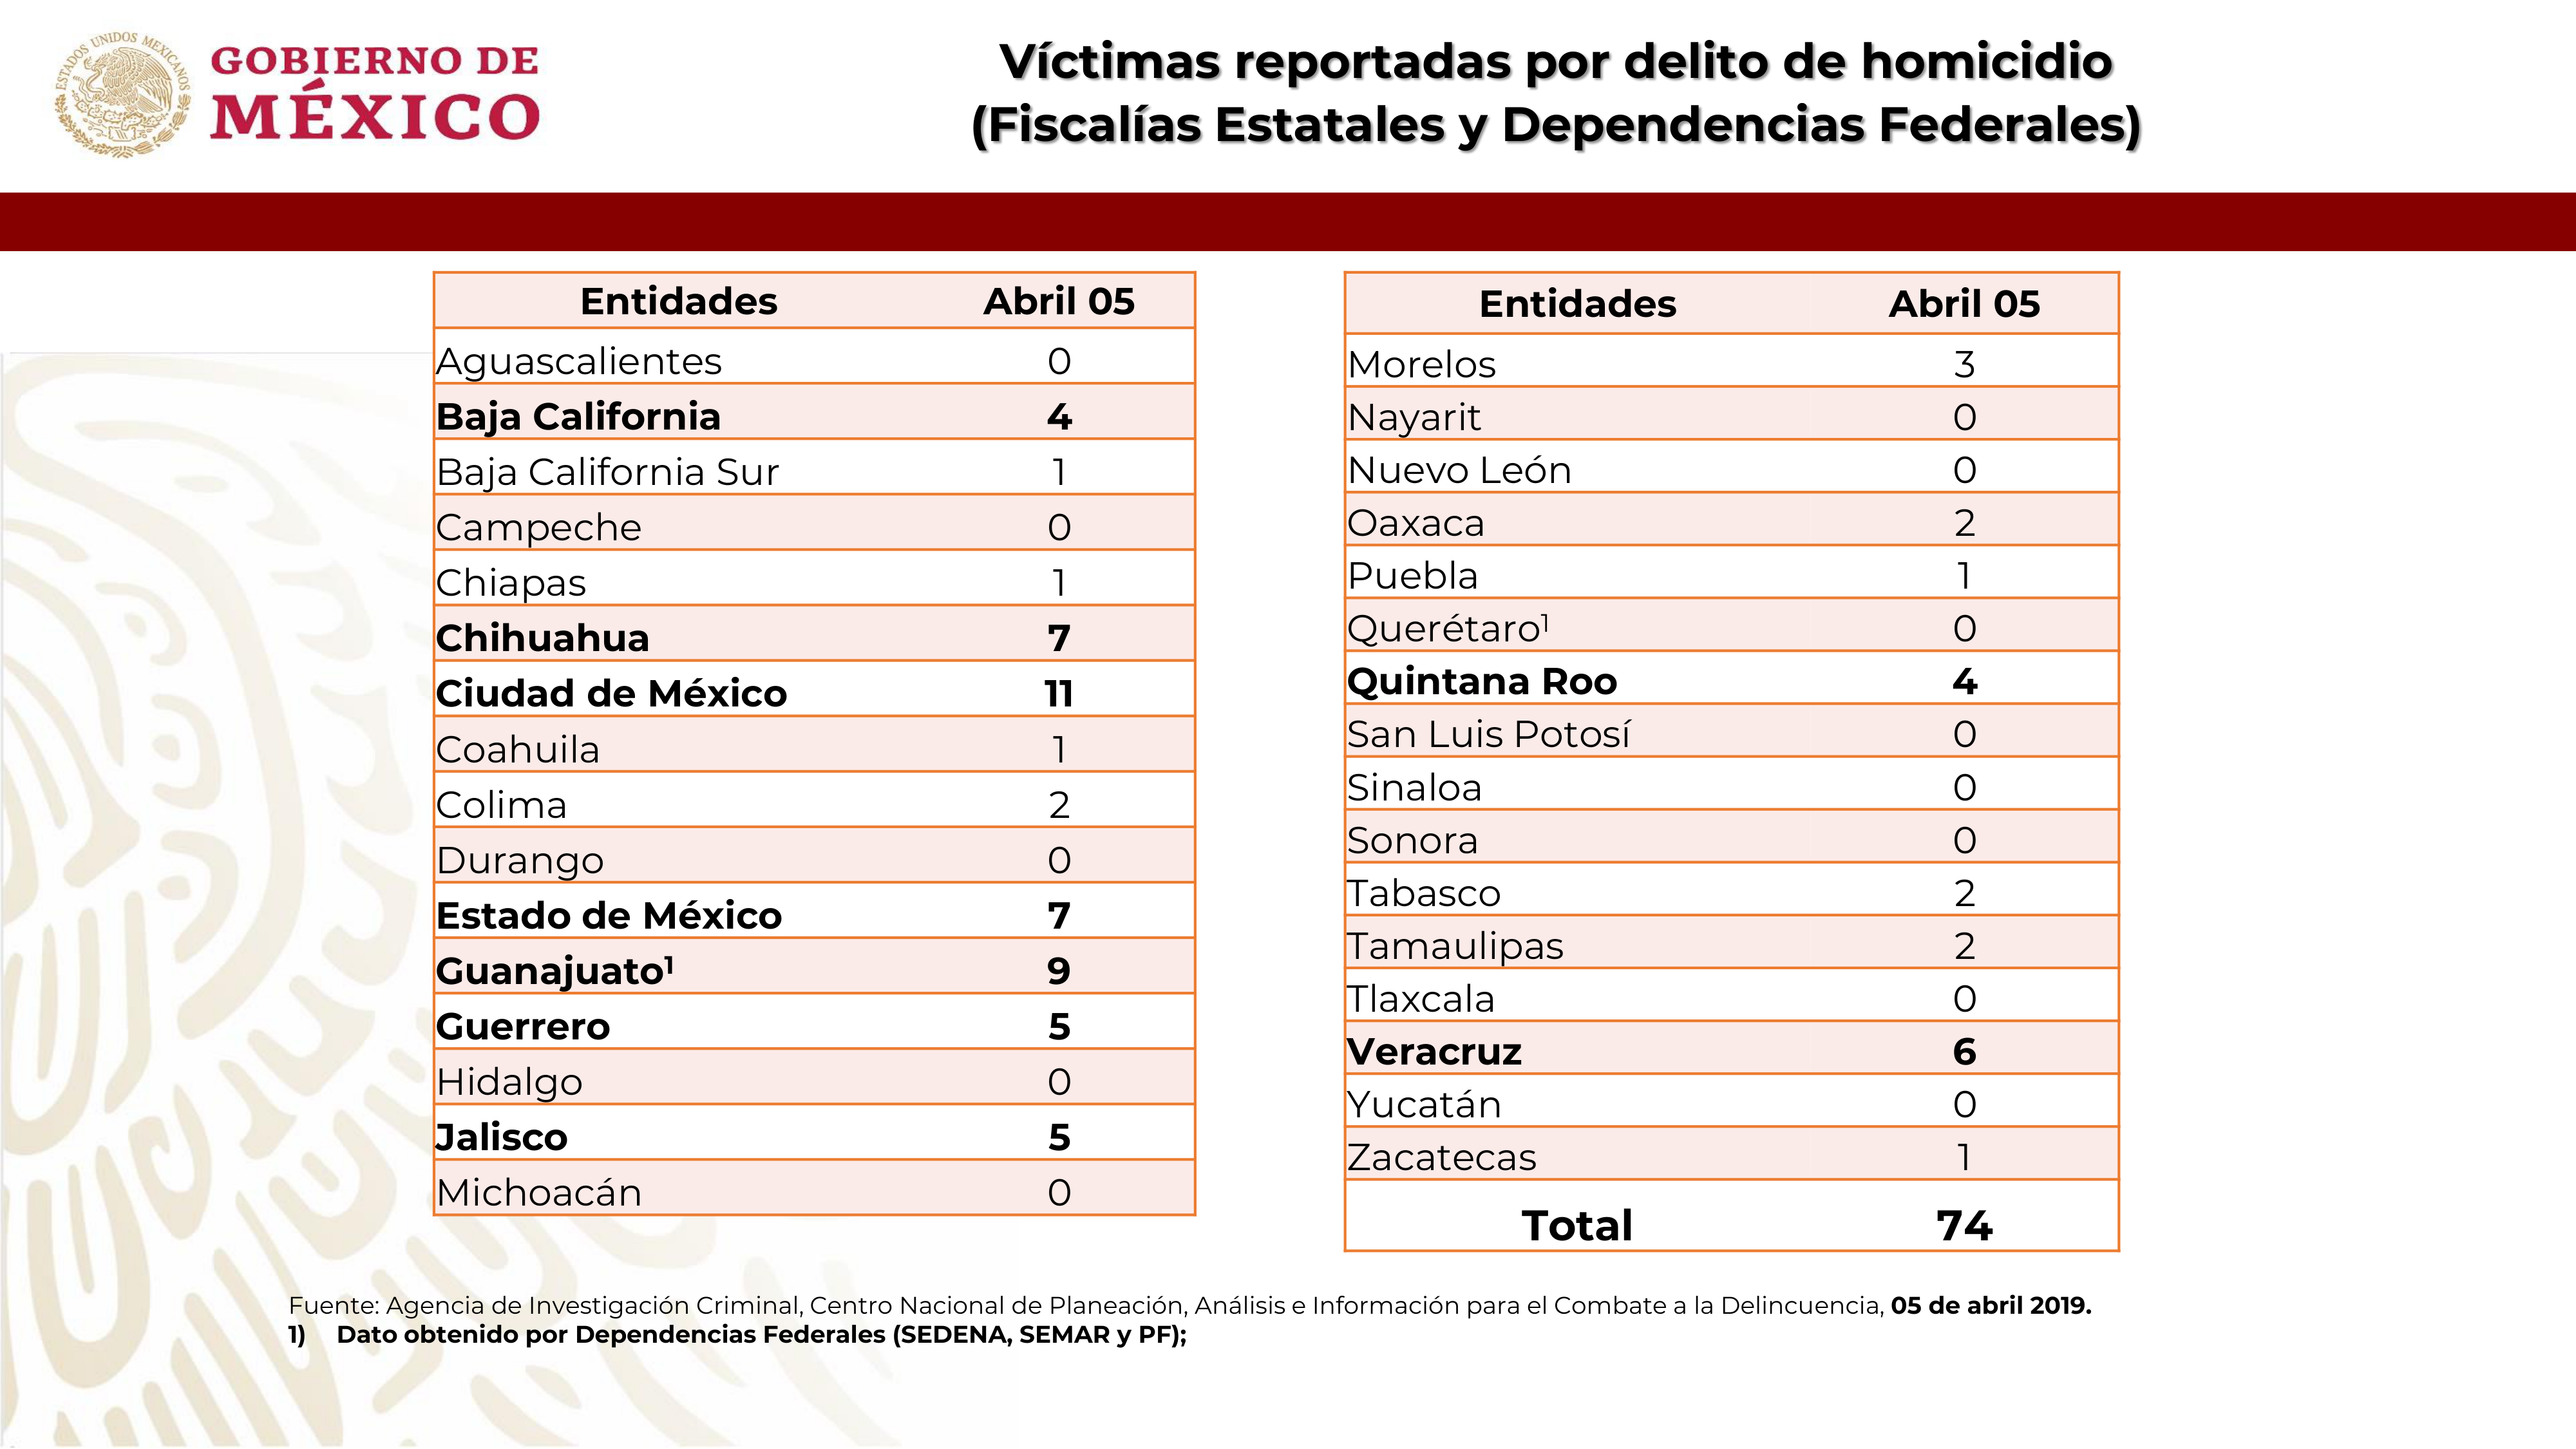 ESTADOS UNIDOS MEXICANOS
GOBIERNO DE
MÉXICO
Víctimas reportadas por delito de homicidio
(Fiscalías Estatales y Dependencias Federales)
Entidades Abril 05
Aguascalientes 0
Baja California 4
Baja California Sur 1
Campeche 0
Chiapas 1
Chihuahua 7
Ciudad de México 11
Coahuila 1
Colima 2
Durango 0
Estado de México 7
Guanajuato¹ 9
Guerrero 5
Hidalgo 0
Jalisco 5
Michoacán 0
Entidades Abril 05
Morelos 3
Nayarit 0
Nuevo León 0
Oaxaca 2
Puebla 1
Querétaro¹ 0
Quintana Roo 4
San Luis Potosí 0
Sinaloa 0
Sonora 0
Tabasco 2
Tamaulipas 2
Tlaxcala 0
Veracruz 6
Yucatán 0
Zacatecas 1
Total 74
Fuente: Agencia de Investigación Criminal, Centro Nacional de Planeación, Análisis e Información para el Combate a la Delincuencia, 05 de abril 2019.
1) Dato obtenido por Dependencias Federales (SEDENA, SEMAR y PF);